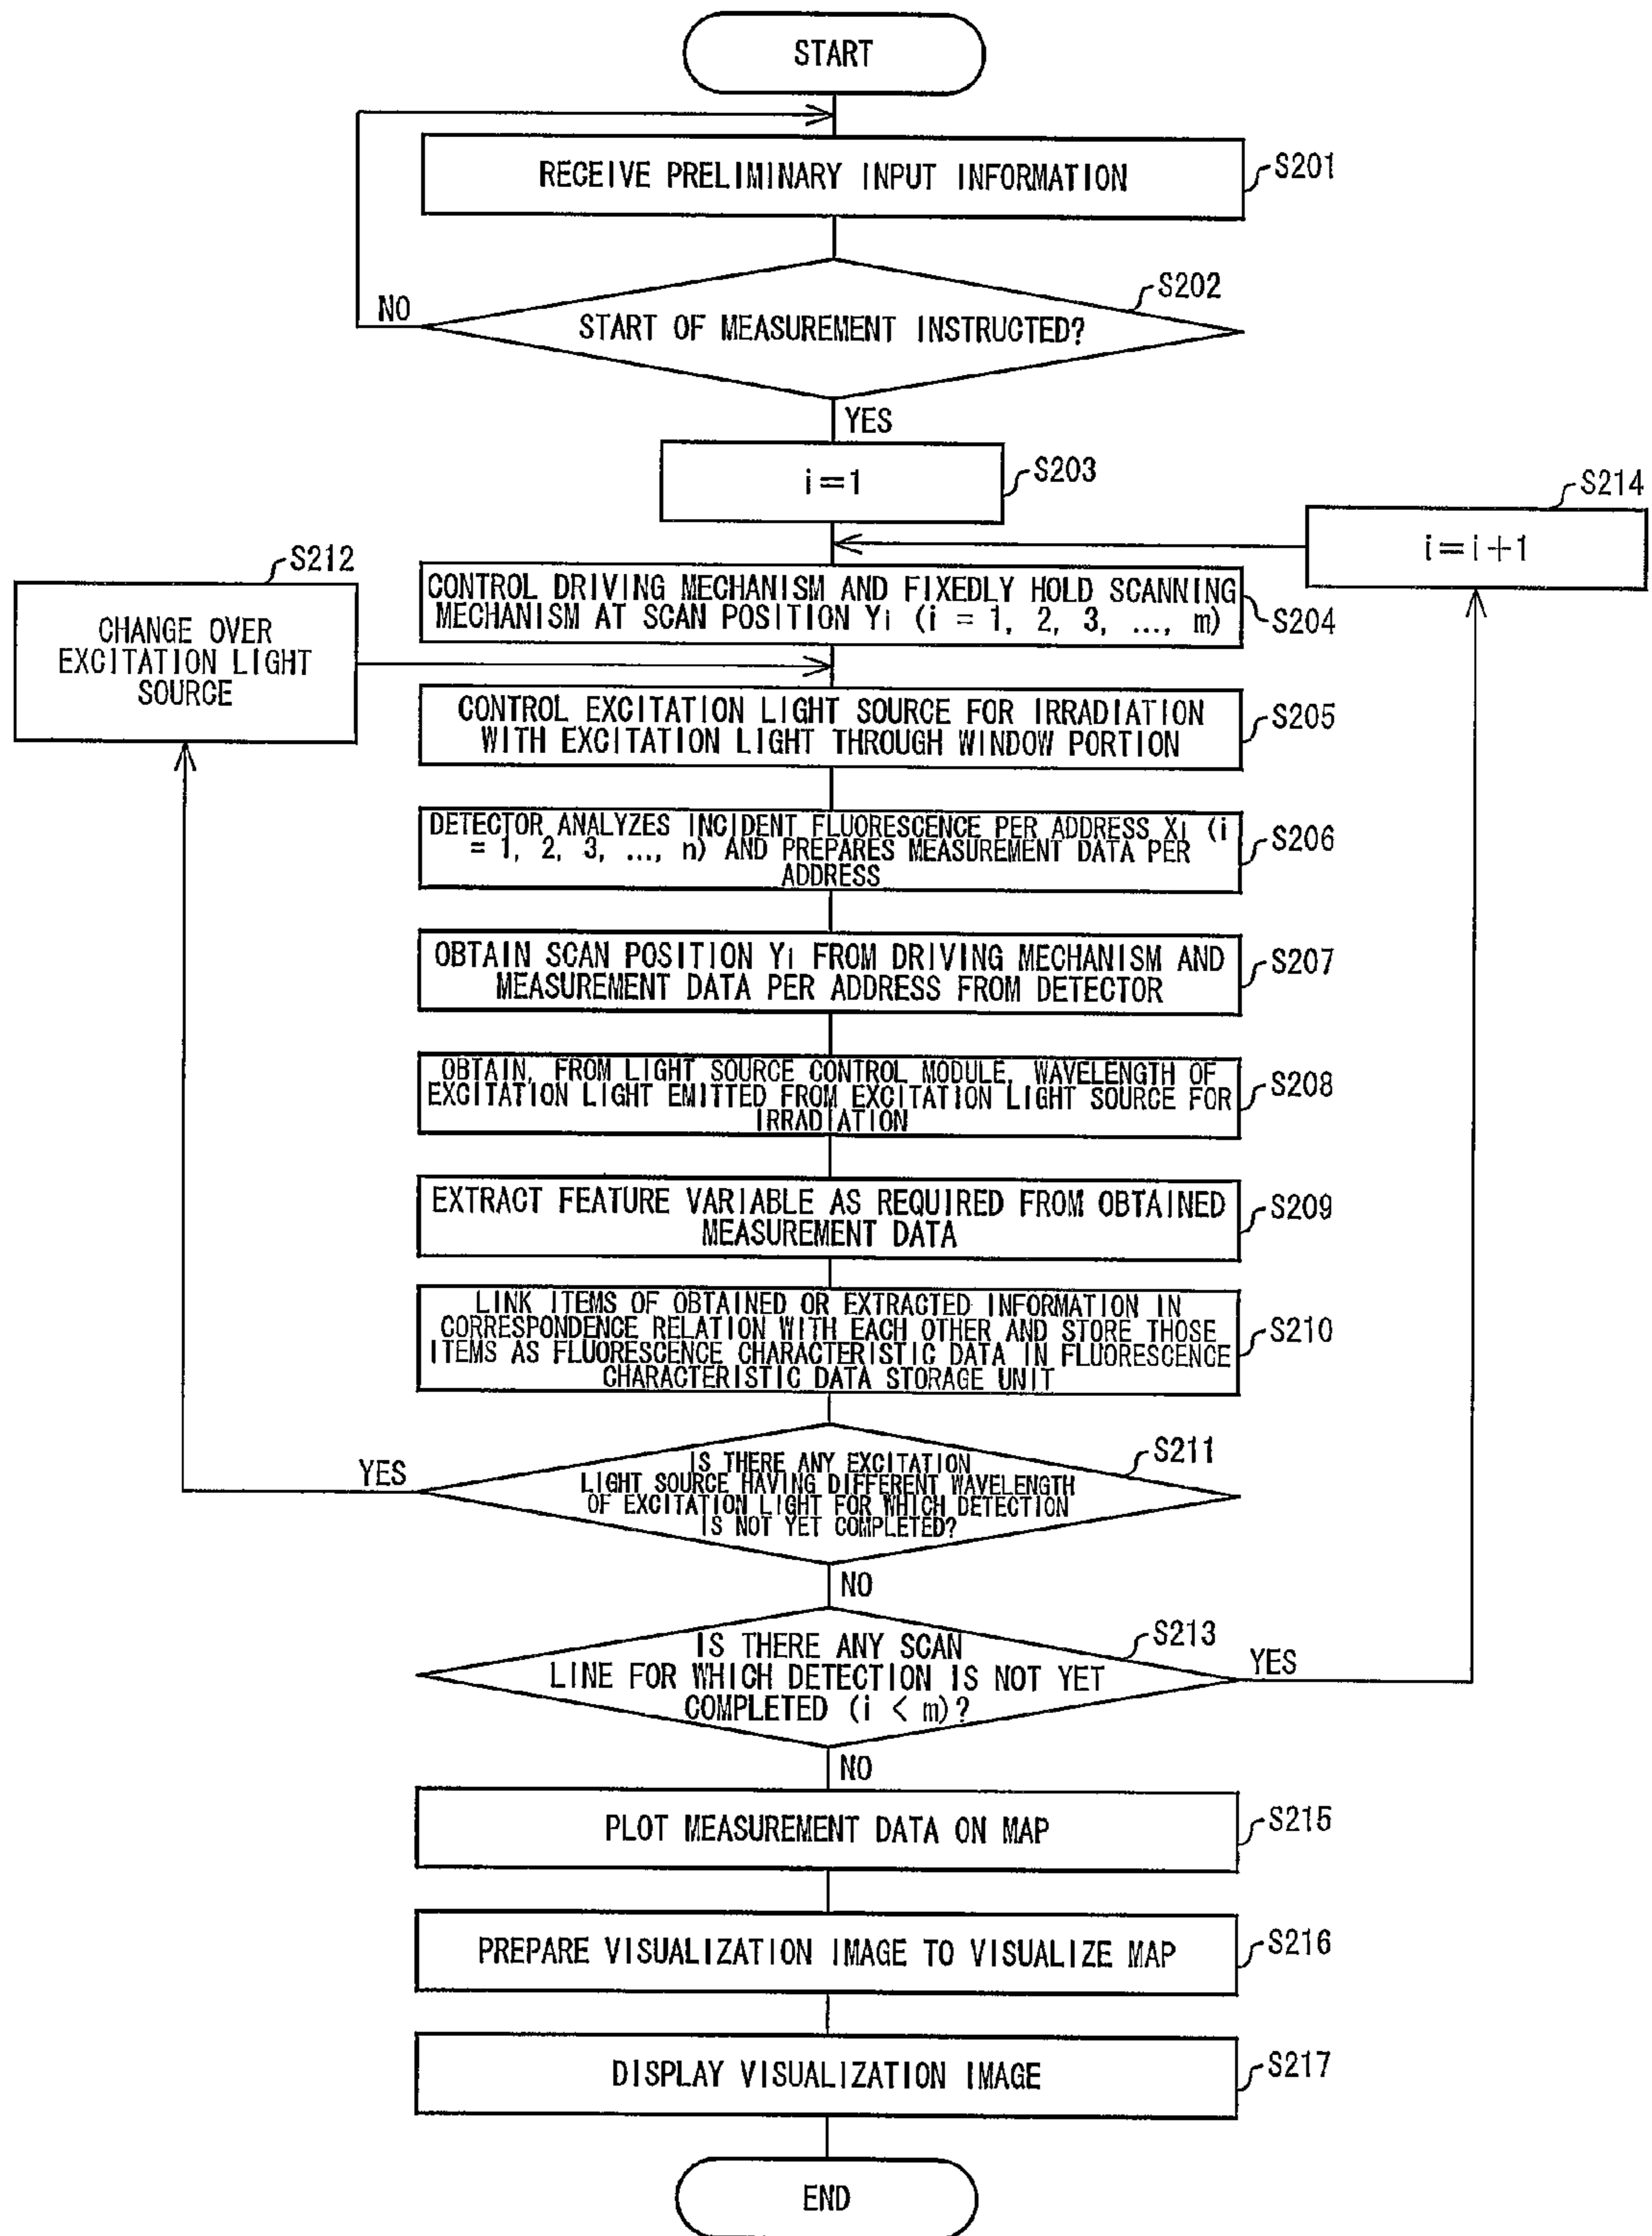 START
RECEIVE PRELIMINARY INPUT INFORMATION
S201
S202
NO
START OF MEASUREMENT INSTRUCTED?
YES
i=1
S203
S214
i=i+1
S212
CHANGE OVER
EXCITATION LIGHT
SOURCE
CONTROL DRIVING MECHANISM AND FIXEDLY HOLD SCANNING
MECHANISM AT SCAN POSITION Yi (i = 1, 2, 3, ..., m)
S204
CONTROL EXCITATION LIGHT SOURCE FOR IRRADIATION
WITH EXCITATION LIGHT THROUGH WINDOW PORTION
S205
DETECTOR ANALYZES INCIDENT FLUORESCENCE PER ADDRESS Xi (i
= 1, 2, 3, ..., n) AND PREPARES MEASUREMENT DATA PER
ADDRESS
S206
OBTAIN SCAN POSITION Yi FROM DRIVING MECHANISM AND
MEASUREMENT DATA PER ADDRESS FROM DETECTOR
S207
OBTAIN, FROM LIGHT SOURCE CONTROL MODULE, WAVELENGTH OF
EXCITATION LIGHT EMITTED FROM EXCITATION LIGHT SOURCE FOR
IRRADIATION
S208
EXTRACT FEATURE VARIABLE AS REQUIRED FROM OBTAINED
MEASUREMENT DATA
S209
LINK ITEMS OF OBTAINED OR EXTRACTED INFORMATION IN
CORRESPONDENCE RELATION WITH EACH OTHER AND STORE THOSE
ITEMS AS FLUORESCENCE CHARACTERISTIC DATA IN FLUORESCENCE
CHARACTERISTIC DATA STORAGE UNIT
S210
S211
YES
IS THERE ANY EXCITATION
LIGHT SOURCE HAVING DIFFERENT WAVELENGTH
OF EXCITATION LIGHT FOR WHICH DETECTION
IS NOT YET COMPLETED?
NO
S213
IS THERE ANY SCAN
LINE FOR WHICH DETECTION IS NOT YET
COMPLETED (i < m)?
YES
NO
PLOT MEASUREMENT DATA ON MAP
S215
PREPARE VISUALIZATION IMAGE TO VISUALIZE MAP
S216
DISPLAY VISUALIZATION IMAGE
S217
END